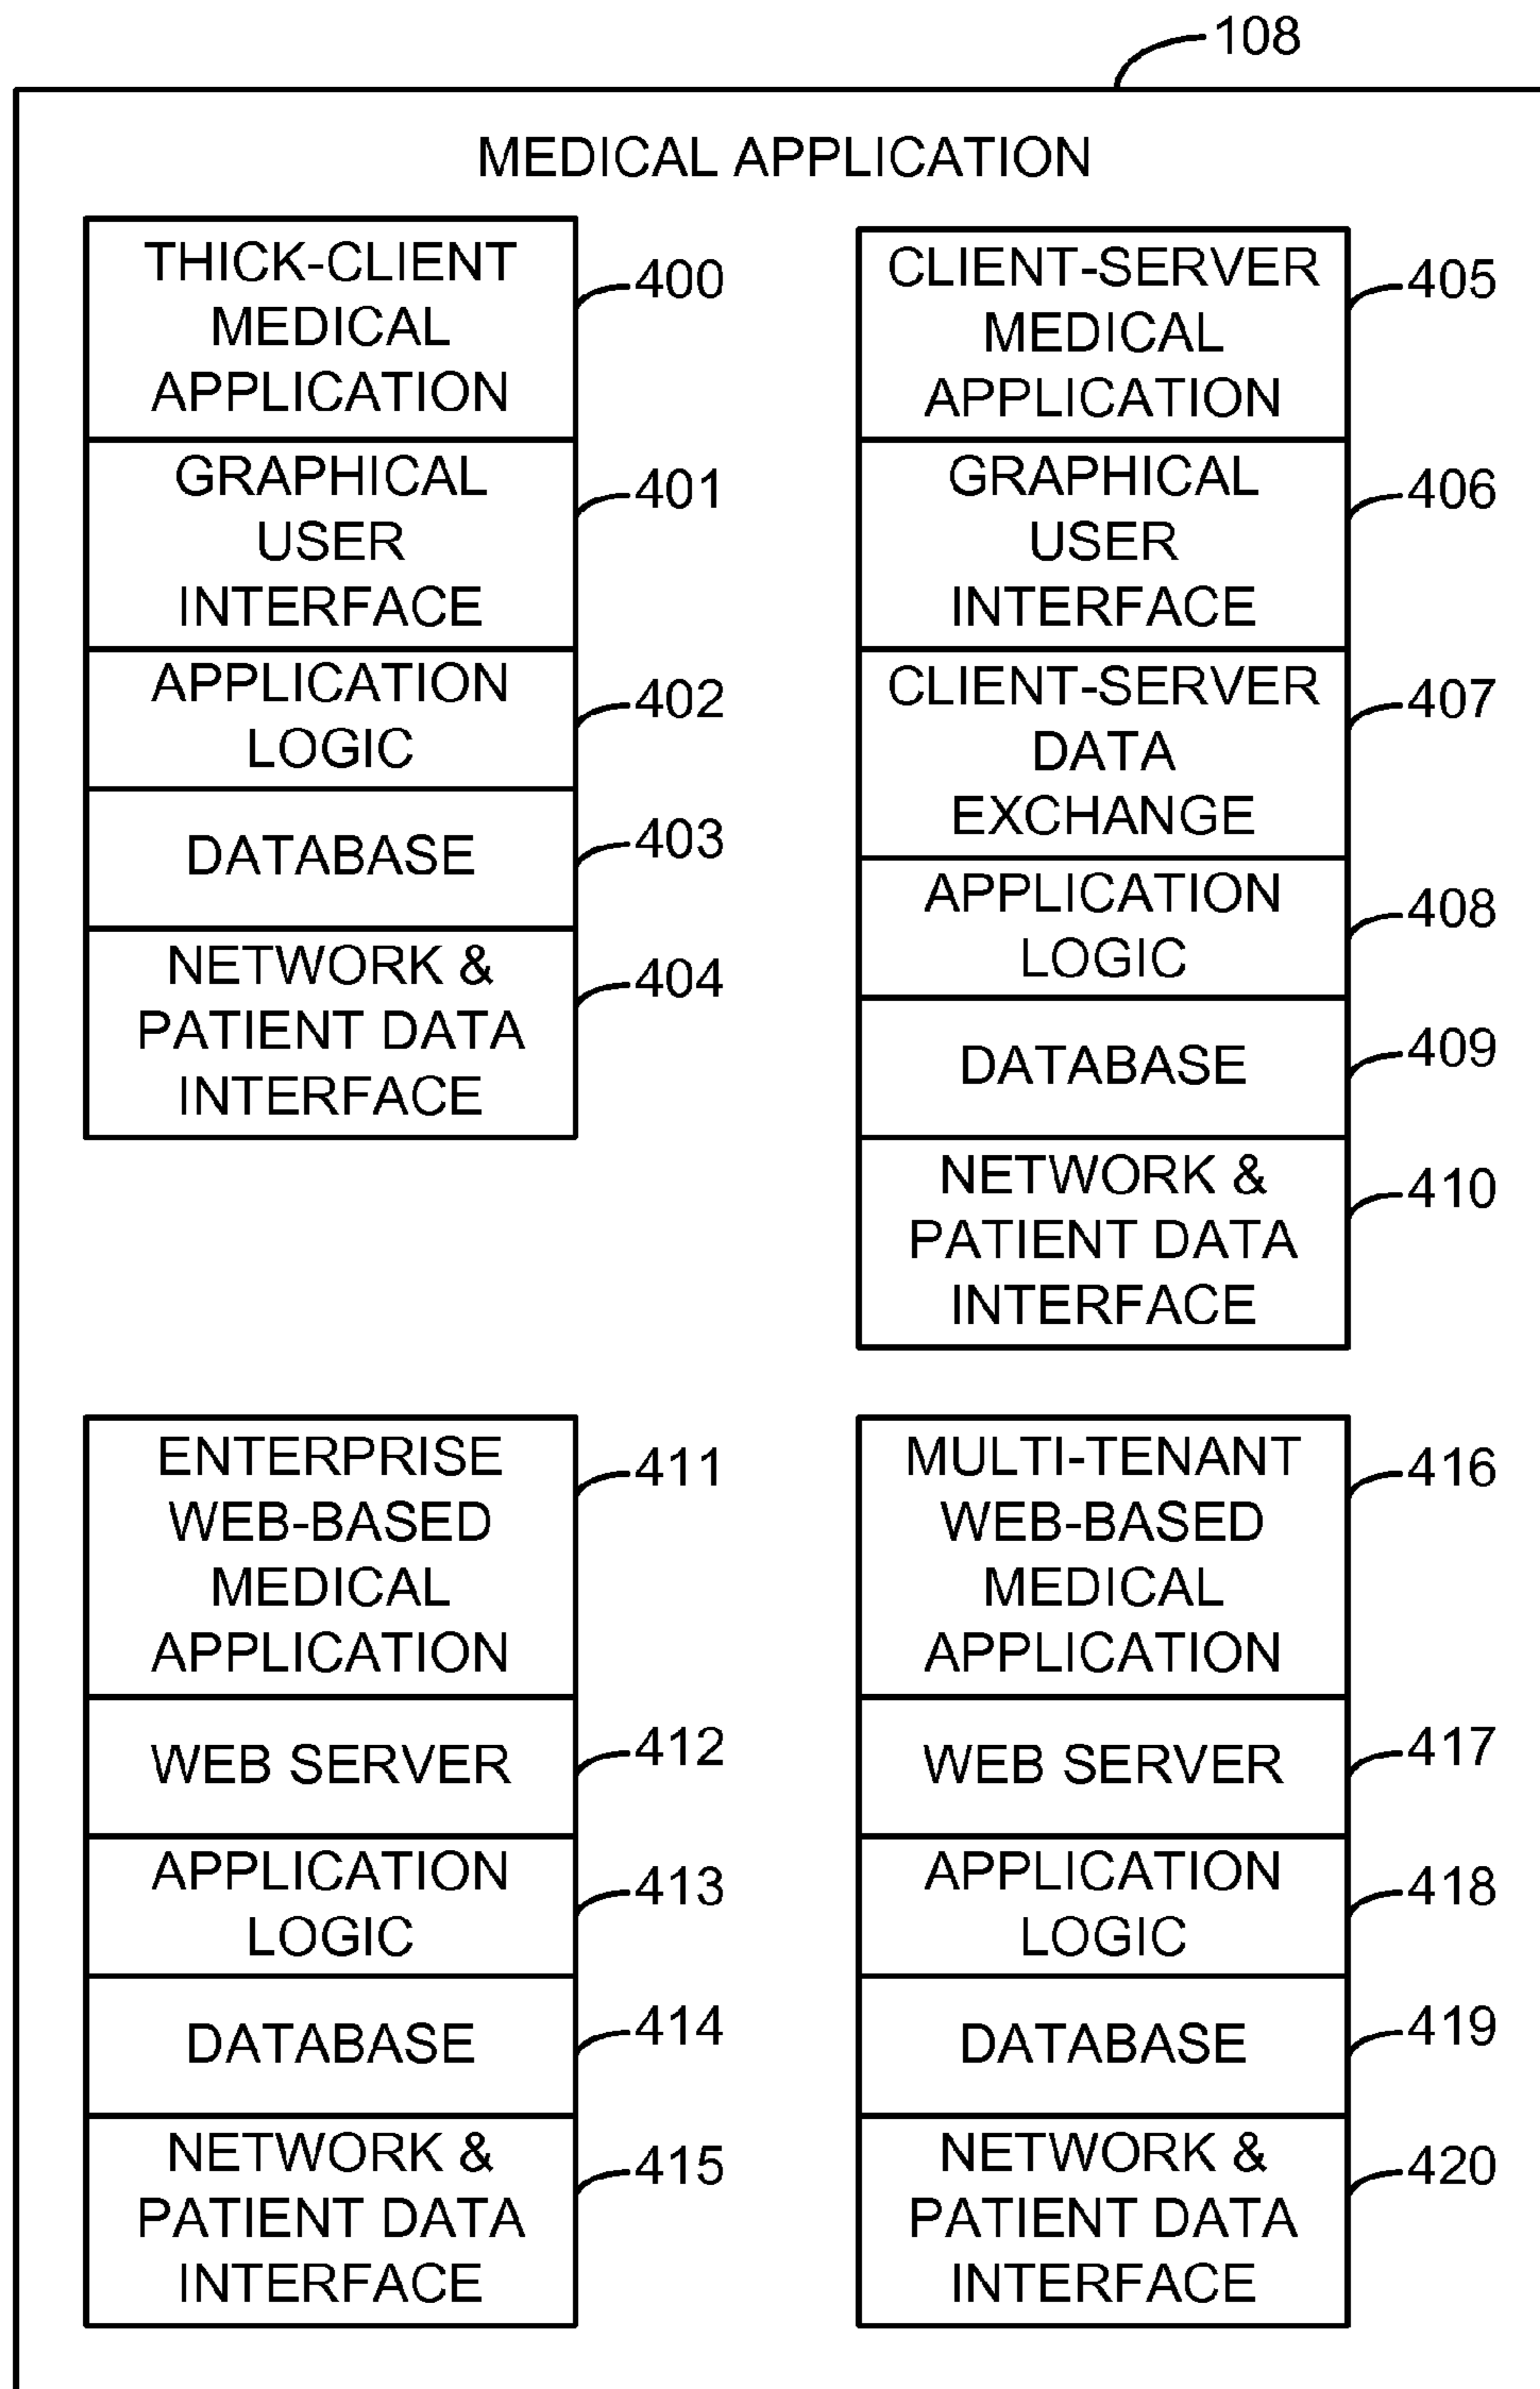 108
MEDICAL APPLICATION
THICK-CLIENT
MEDICAL
APPLICATION
400
GRAPHICAL
USER
INTERFACE
401
APPLICATION
LOGIC
402
DATABASE
403
NETWORK &
PATIENT DATA
INTERFACE
404
CLIENT-SERVER
MEDICAL
APPLICATION
405
GRAPHICAL
USER
INTERFACE
406
CLIENT-SERVER
DATA
EXCHANGE
407
APPLICATION
LOGIC
408
DATABASE
409
NETWORK &
PATIENT DATA
INTERFACE
410
ENTERPRISE
WEB-BASED
MEDICAL
APPLICATION
411
WEB SERVER
412
APPLICATION
LOGIC
413
DATABASE
414
NETWORK &
PATIENT DATA
INTERFACE
415
MULTI-TENANT
WEB-BASED
MEDICAL
APPLICATION
416
WEB SERVER
417
APPLICATION
LOGIC
418
DATABASE
419
NETWORK &
PATIENT DATA
INTERFACE
420